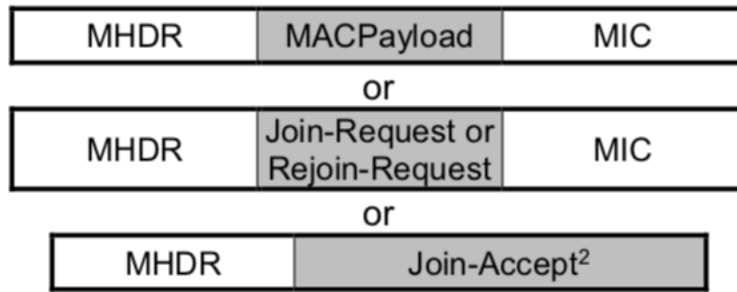 MHDR MACPayload MIC
or
MHDR Join-Request or Rejoin-Request MIC
or
MHDR Join-Accept²